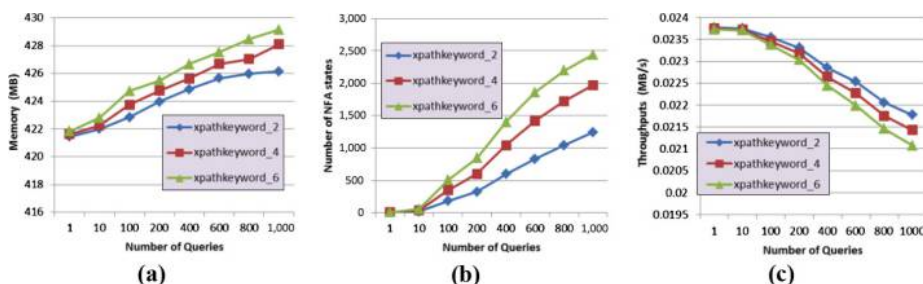 430
428
426
424
422
420
418
416
Memory (MB)
xpathkeyword_2
xpathkeyword_4
xpathkeyword_6
1 10 100 200 400 600 800 1,000
Number of Queries
(a)
3,000
2,500
2,000
1,500
1,000
500
0
Number of NFA states
xpathkeyword_2
xpathkeyword_4
xpathkeyword_6
1 10 100 200 400 600 800 1,000
Number of Queries
(b)
0.024
0.0235
0.023
0.0225
0.022
0.0215
0.021
0.0205
0.02
0.0195
Throughputs (MB/s)
xpathkeyword_2
xpathkeyword_4
xpathkeyword_6
1 10 100 200 400 600 800 1000
Number of Queries
(c)